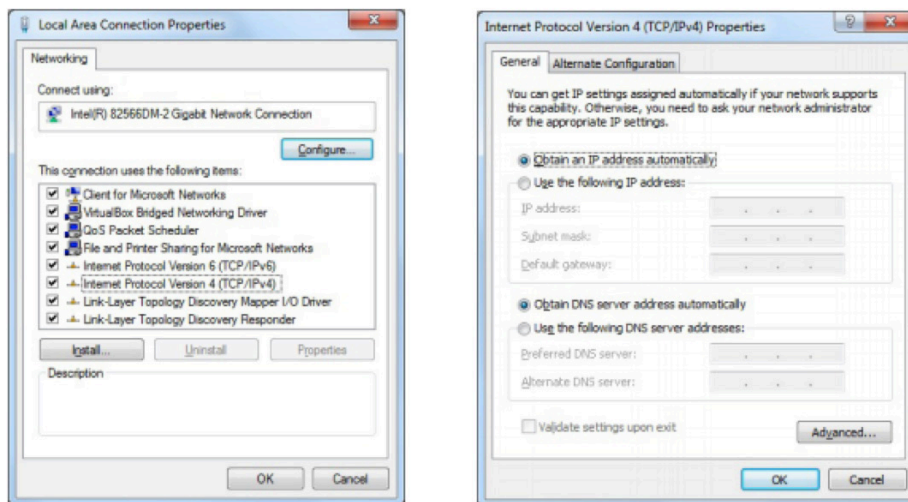 Local Area Connection Properties
Networking
Connect using:
Intel(R) 82566DM-2 Gigabit Network Connection
Configure...
This connection uses the following items:
Client for Microsoft Networks
VirtualBox Bridged Networking Driver
QoS Packet Scheduler
File and Printer Sharing for Microsoft Networks
Internet Protocol Version 6 (TCP/IPv6)
Internet Protocol Version 4 (TCP/IPv4)
Link-Layer Topology Discovery Mapper I/O Driver
Link-Layer Topology Discovery Responder
Install...
Uninstall
Properties
Description
OK
Cancel
Internet Protocol Version 4 (TCP/IPv4) Properties
General
Alternate Configuration
You can get IP settings assigned automatically if your network supports
this capability. Otherwise, you need to ask your network administrator
for the appropriate IP settings.
Obtain an IP address automatically
Use the following IP address:
IP address:
Subnet mask:
Default gateway:
Obtain DNS server address automatically
Use the following DNS server addresses:
Preferred DNS server:
Alternate DNS server:
Validate settings upon exit
Advanced...
OK
Cancel